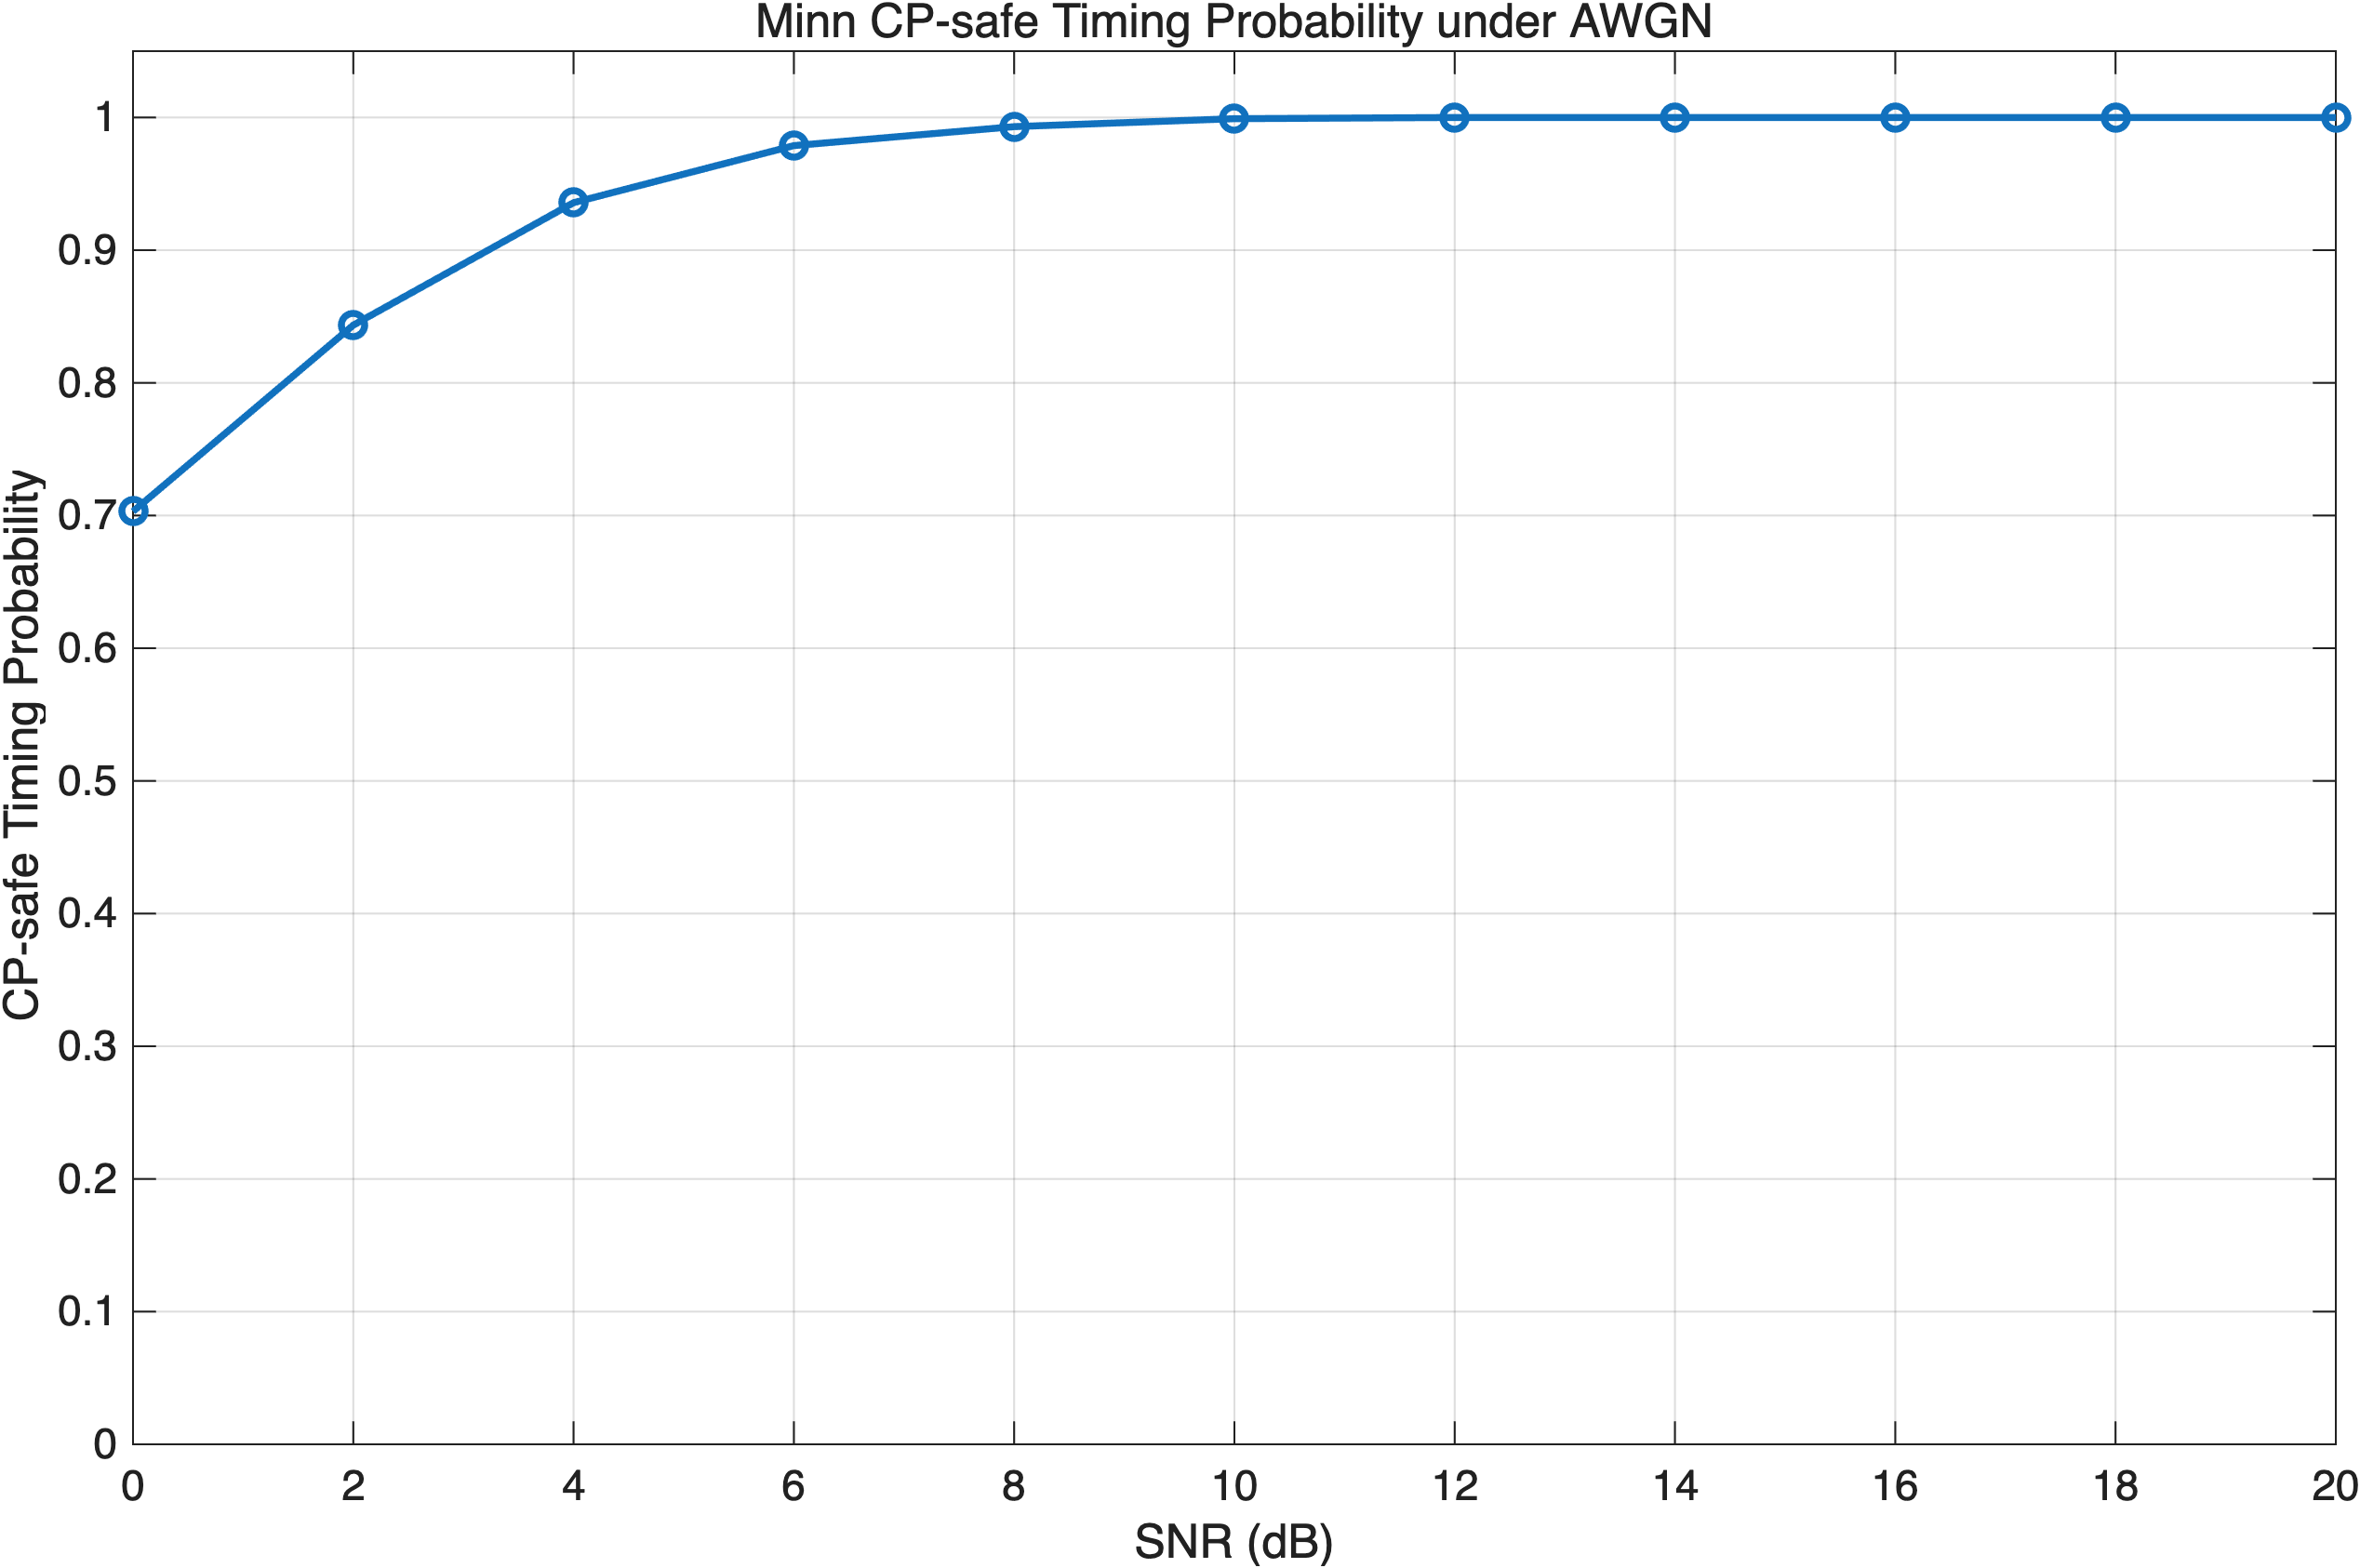 Minn CP-safe Timing Probability under AWGN
CP-safe Timing Probability
1
0.9
0.8
0.7
0.6
0.5
0.4
0.3
0.2
0.1
0
0 2 4 6 8 10 12 14 16 18 20
SNR (dB)